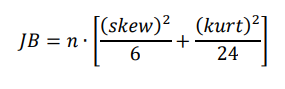 JB = n · [(skew)²/6 + (kurt)²/24]